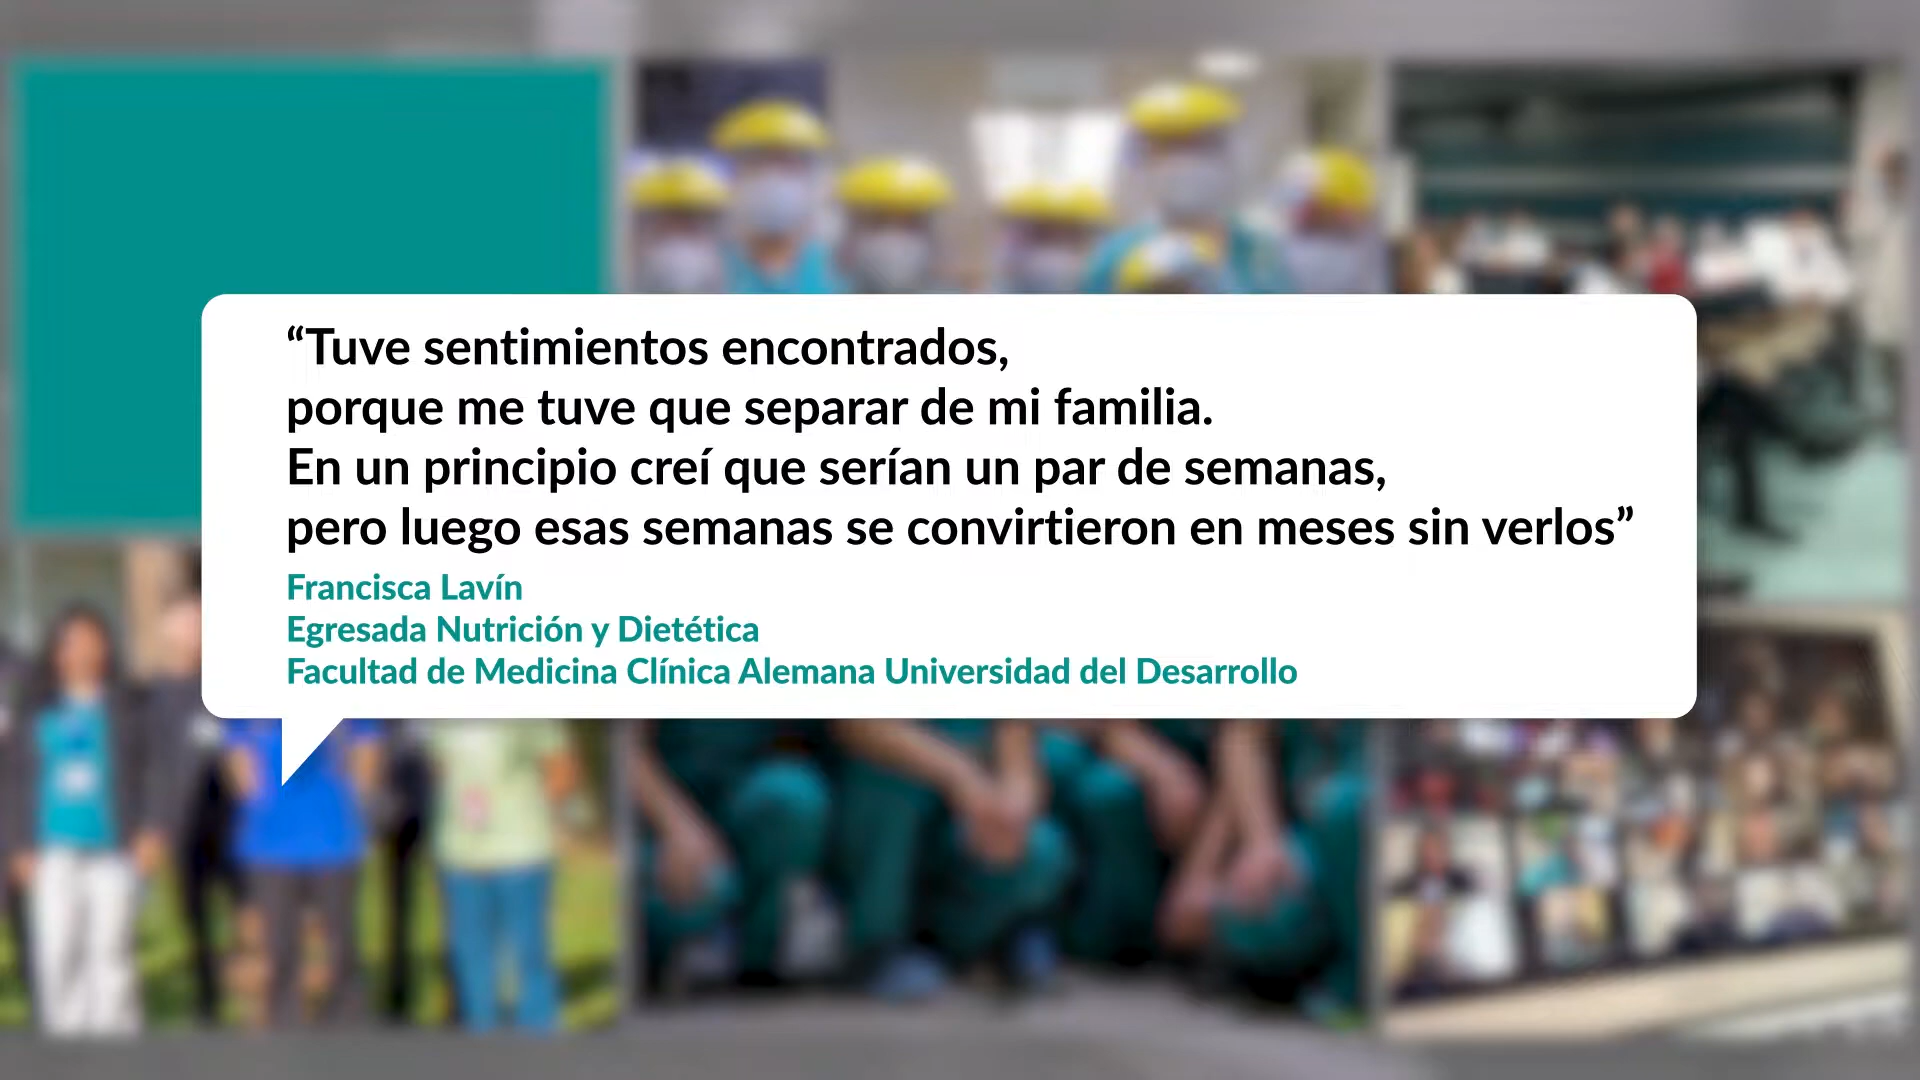 “Tuve sentimientos encontrados,
porque me tuve que separar de mi familia.
En un principio creí que serían un par de semanas,
pero luego esas semanas se convirtieron en meses sin verlos”
Francisca Lavín
Egresada Nutrición y Dietética
Facultad de Medicina Clínica Alemana Universidad del Desarrollo